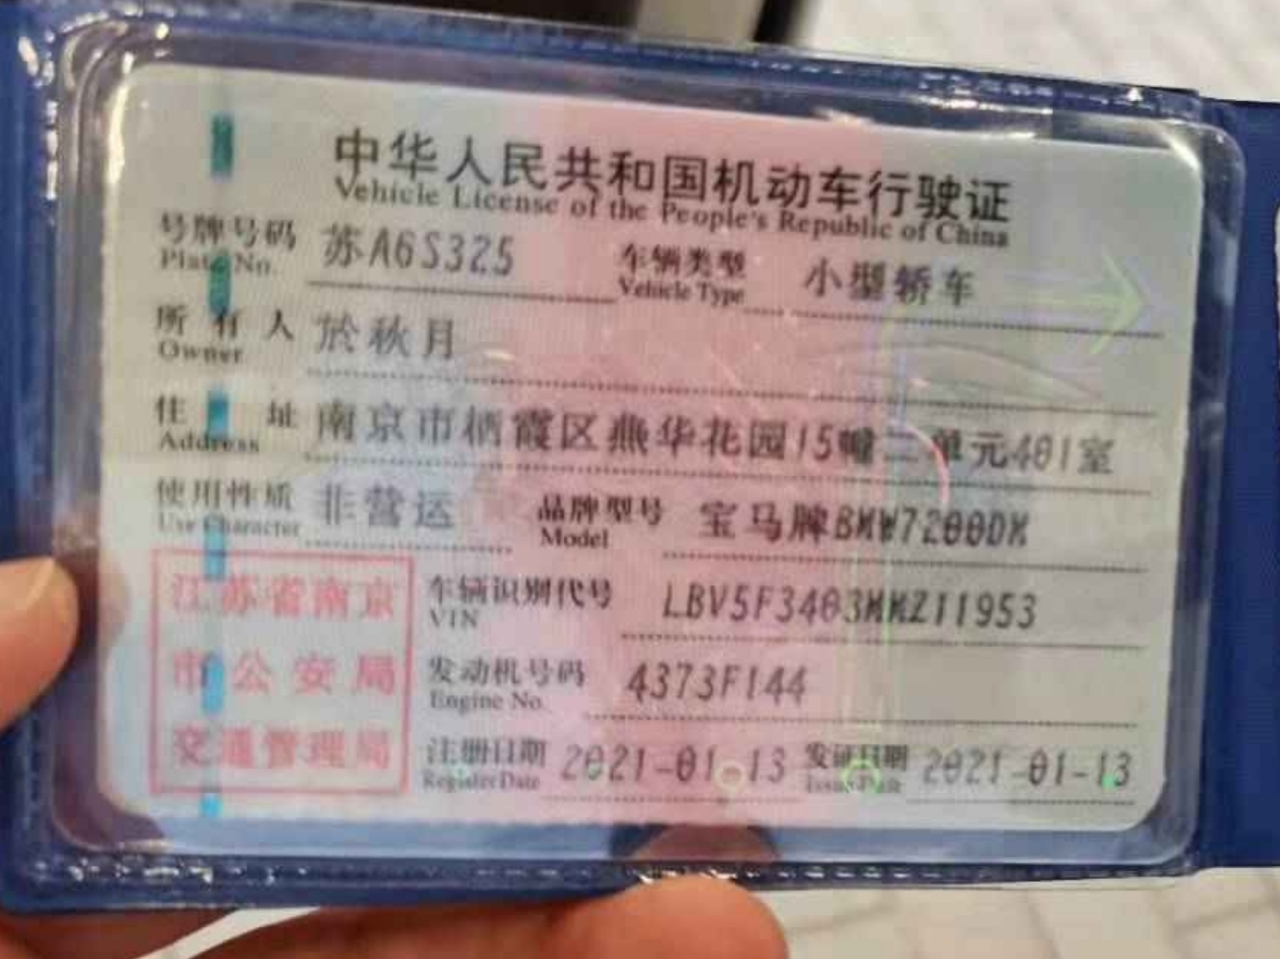 中华人民共和国机动车行驶证
Vehicle License of the People's Republic of China
号牌号码 苏A6S325 车辆类型 小型轿车
Plate No. Vehicle Type
所有人 於秋月
Owner
住址 南京市栖霞区燕华花园15幢二单元401室
Address
使用性质 非营运 品牌型号 宝马牌BMW7200DM
Use Character Model
江苏省南京
市公安局
交通管理局
车辆识别代号 LBV5F3403MMZ11953
VIN
发动机号码 4373F144
Engine No.
注册日期 2021-01-13 发证日期 2021-01-13
Register Date Issue Date